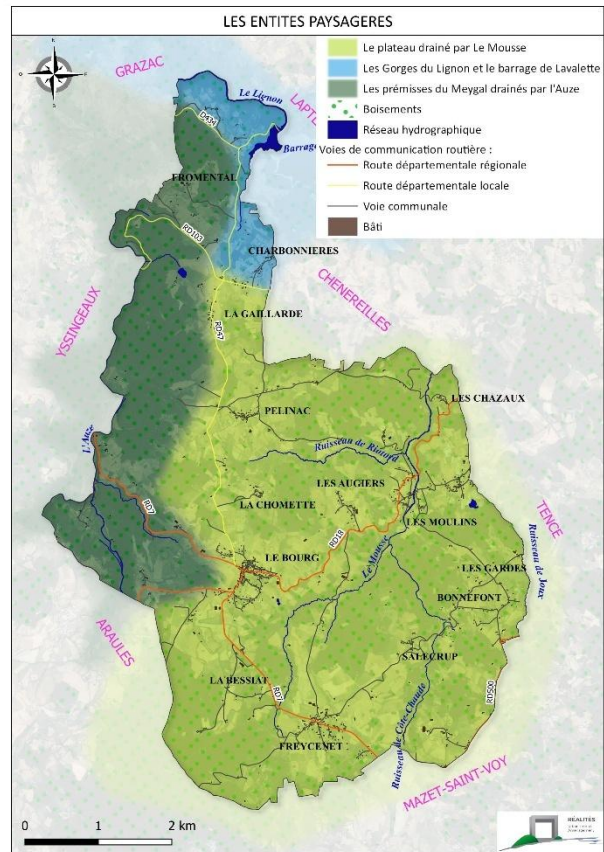 LES ENTITES PAYSAGERES
Le plateau drainé par Le Mousse
Les Gorges du Lignon et le barrage de Lavalette
Les prémisses du Meygal drainés par l'Auze
Boisements
Réseau hydrographique
Voies de communication routière :
Route départementale régionale
Route départementale locale
Voie communale
Bâti
GRAZAC
Le Lignon
LAPTE
D434
Barrage
FROMENTAL
RD103
CHARBONNIERES
CHENEREILLES
YSSINGEAUX
LA GAILLARDE
RD47
LES CHAZAUX
PELINAC
Ruisseau de Riotord
L'Auze
LES AUGIERS
RD7
LA CHOMETTE
LES MOULINS
TENCE
RD18
LE BOURG
Le Mousse
LES GARDES
Ruisseau de Joux
BONNEFONT
ARAULES
SALECRUP
LA BESSIAT
RD7
RD500
Ruisseau de Côte-Chaude
FREYCENET
MAZET-SAINT-VOY
0 1 2 km
RÉALITÉS